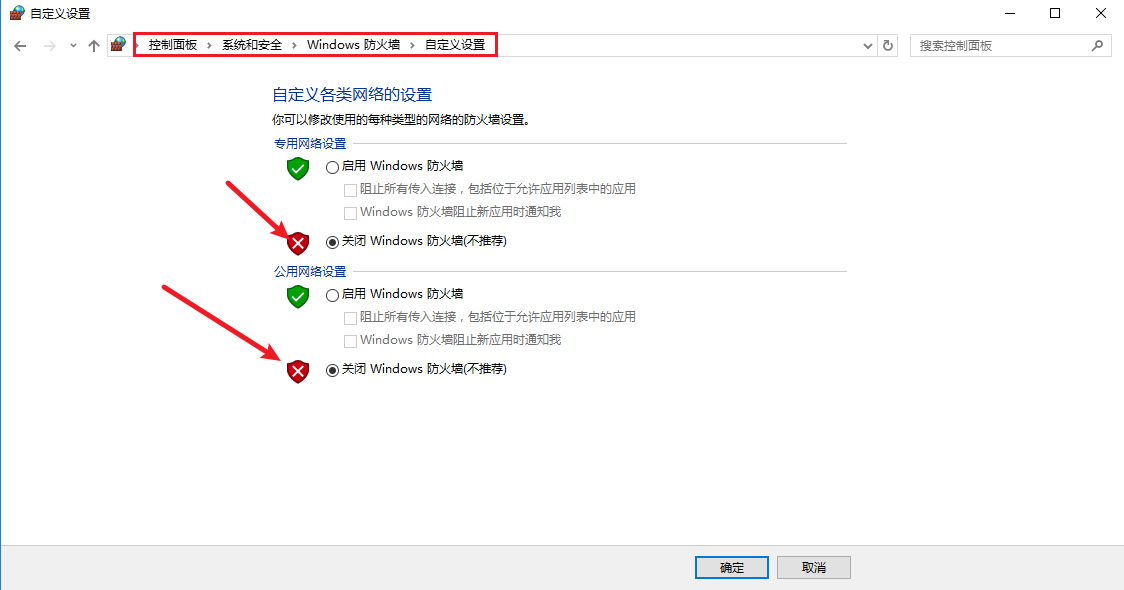 自定义设置
控制面板 › 系统和安全 › Windows 防火墙 › 自定义设置
搜索控制面板
自定义各类网络的设置
你可以修改使用的每种类型的网络的防火墙设置。
专用网络设置
启用 Windows 防火墙
阻止所有传入连接，包括位于允许应用列表中的应用
Windows 防火墙阻止新应用时通知我
关闭 Windows 防火墙(不推荐)
公用网络设置
启用 Windows 防火墙
阻止所有传入连接，包括位于允许应用列表中的应用
Windows 防火墙阻止新应用时通知我
关闭 Windows 防火墙(不推荐)
确定
取消